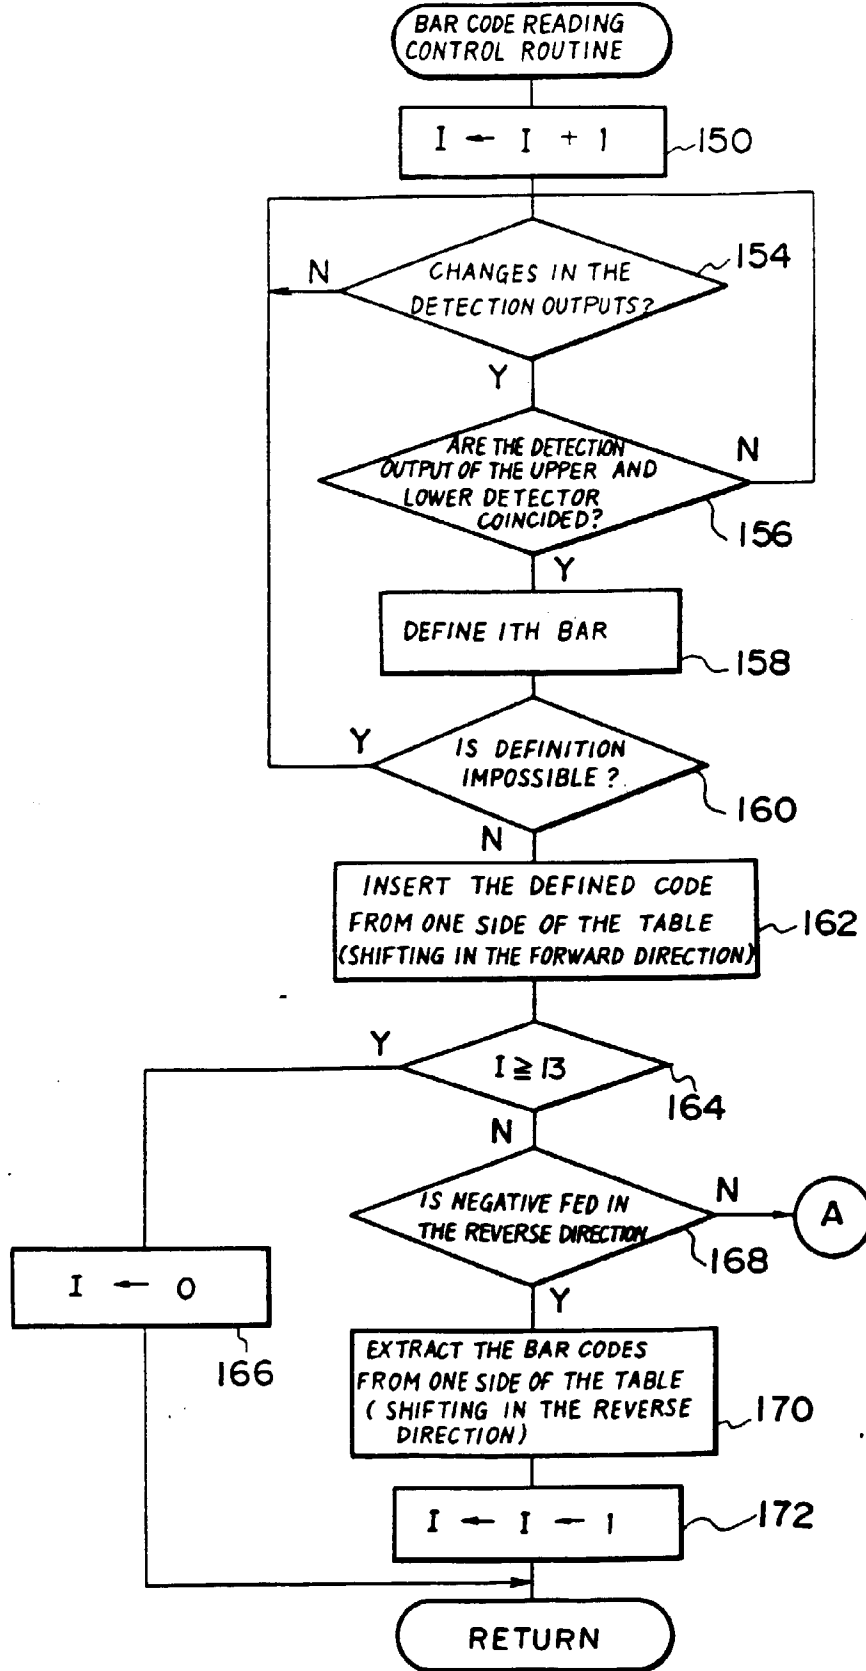 BAR CODE READING
CONTROL ROUTINE
I ← I + 1
150
CHANGES IN THE
DETECTION OUTPUTS?
154
N
Y
ARE THE DETECTION
OUTPUT OF THE UPPER AND
LOWER DETECTOR
COINCIDED?
N
156
Y
DEFINE ITH BAR
158
Y
IS DEFINITION
IMPOSSIBLE ?
160
N
INSERT THE DEFINED CODE
FROM ONE SIDE OF THE TABLE
(SHIFTING IN THE FORWARD DIRECTION)
162
Y
I ≧ 13
164
N
IS NEGATIVE FED IN
THE REVERSE DIRECTION
N
A
168
I ← 0
166
Y
EXTRACT THE BAR CODES
FROM ONE SIDE OF THE TABLE
( SHIFTING IN THE REVERSE
DIRECTION)
170
I ← I ← 1
172
RETURN